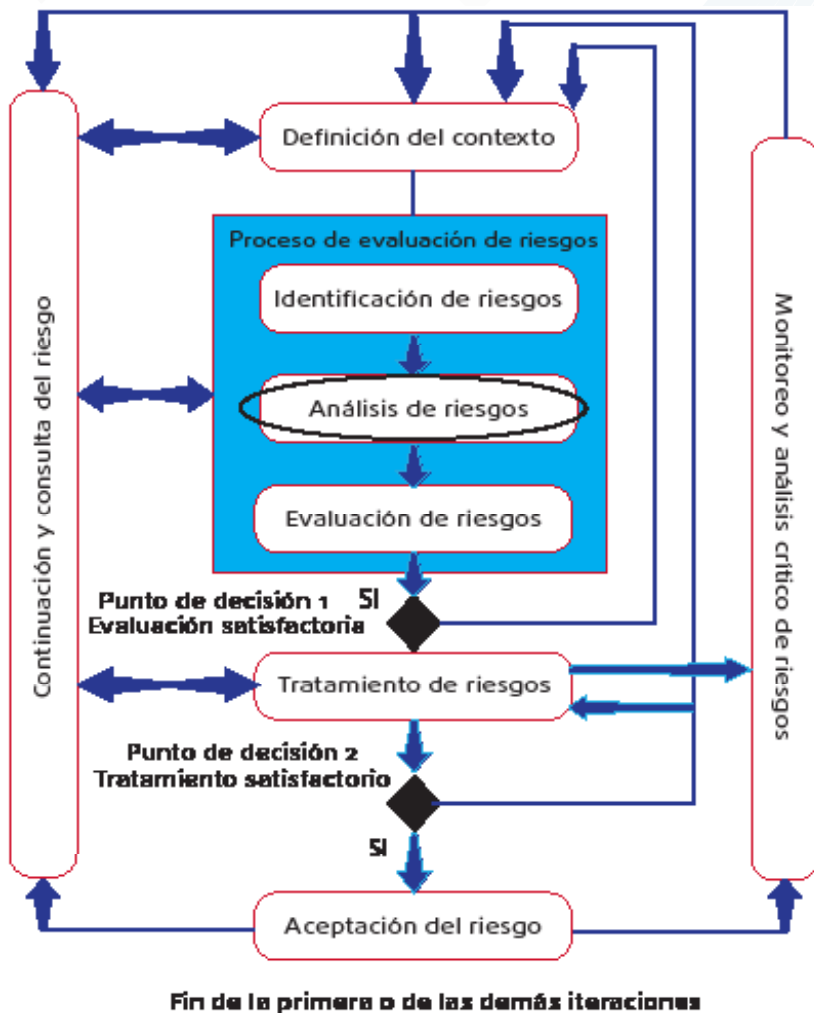 Definición del contexto
Proceso de evaluación de riesgos
Identificación de riesgos
Análisis de riesgos
Evaluación de riesgos
Punto de decisión 1 SI
Evaluación satisfactoria
Tratamiento de riesgos
Punto de decisión 2
Tratamiento satisfactorio
SI
Aceptación del riesgo
Continuación y consulta del riesgo
Monitoreo y análisis crítico de riesgos
Fin de la primera o de las demás iteraciones